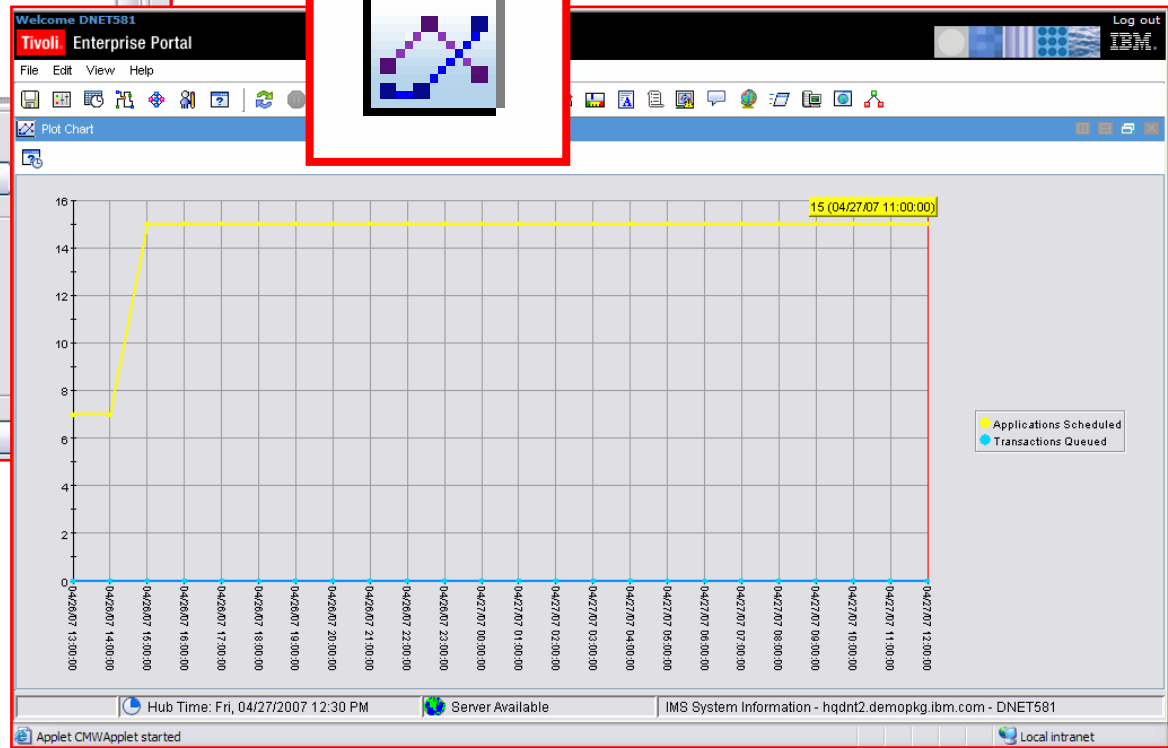 Welcome DNET581
Log out
Tivoli. Enterprise Portal
IBM.
File Edit View Help
Plot Chart
15 (04/27/07 11:00:00)
16
14
12
10
8
6
4
2
0
Applications Scheduled
Transactions Queued
04/26/07 13:00:00
04/26/07 14:00:00
04/26/07 15:00:00
04/26/07 16:00:00
04/26/07 17:00:00
04/26/07 18:00:00
04/26/07 19:00:00
04/26/07 20:00:00
04/26/07 21:00:00
04/26/07 22:00:00
04/26/07 23:00:00
04/27/07 00:00:00
04/27/07 01:00:00
04/27/07 02:00:00
04/27/07 03:00:00
04/27/07 04:00:00
04/27/07 05:00:00
04/27/07 06:00:00
04/27/07 07:00:00
04/27/07 08:00:00
04/27/07 09:00:00
04/27/07 10:00:00
04/27/07 11:00:00
04/27/07 12:00:00
Hub Time: Fri, 04/27/2007 12:30 PM
Server Available
IMS System Information - hqdnt2.demopkg.ibm.com - DNET581
Applet CMWApplet started
Local intranet